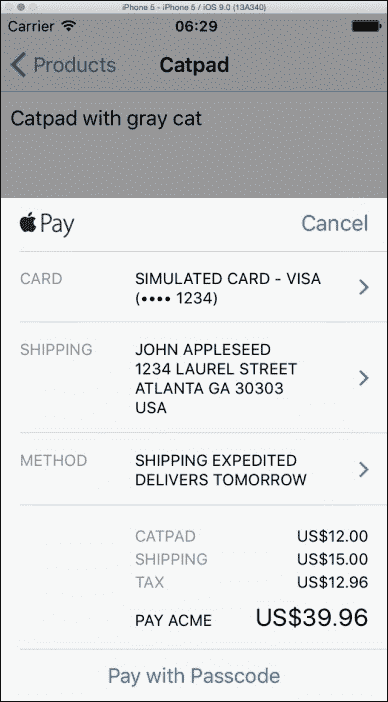 iPhone 5 - iPhone 5 / iOS 9.0 (13A340)
Carrier 06:29
Products Catpad
Catpad with gray cat
Pay Cancel
CARD SIMULATED CARD - VISA
(•••• 1234)
SHIPPING JOHN APPLESEED
1234 LAUREL STREET
ATLANTA GA 30303
USA
METHOD SHIPPING EXPEDITED
DELIVERS TOMORROW
CATPAD US$12.00
SHIPPING US$15.00
TAX US$12.96
PAY ACME US$39.96
Pay with Passcode